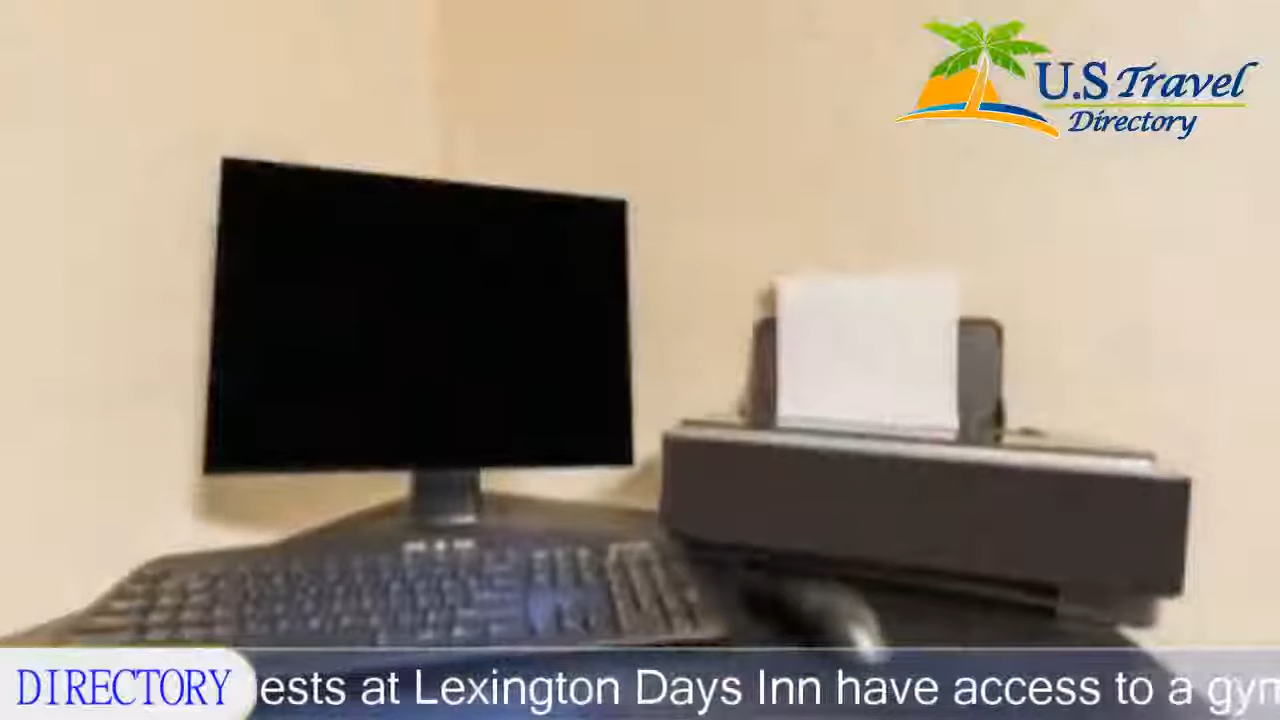 U.S Travel
Directory
DIRECTORY
ests at Lexington Days Inn have access to a gym